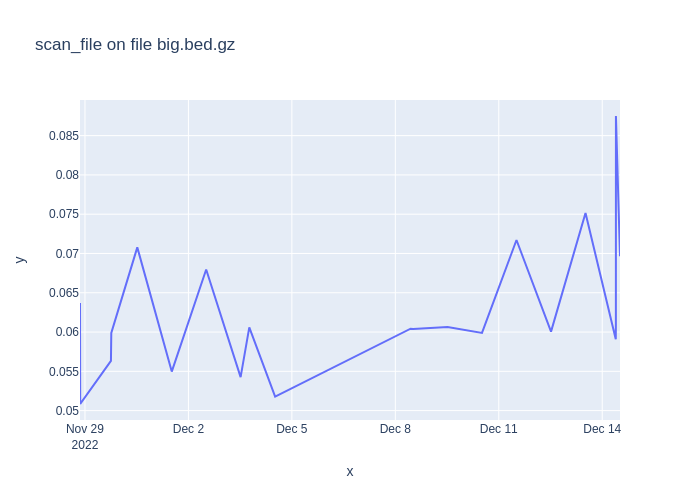 scan_file on file big.bed.gz
0.085
0.08
0.075
0.07
0.065
0.06
0.055
0.05
y
Nov 29
2022
Dec 2
Dec 5
Dec 8
Dec 11
Dec 14
x